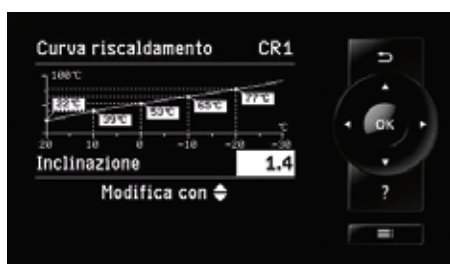 Curva riscaldamento CR1
100°C
77°C
65°C
53°C
39°C
°C
20 10 0 -10 -20 -30
Inclinazione 1.4
Modifica con
OK
?